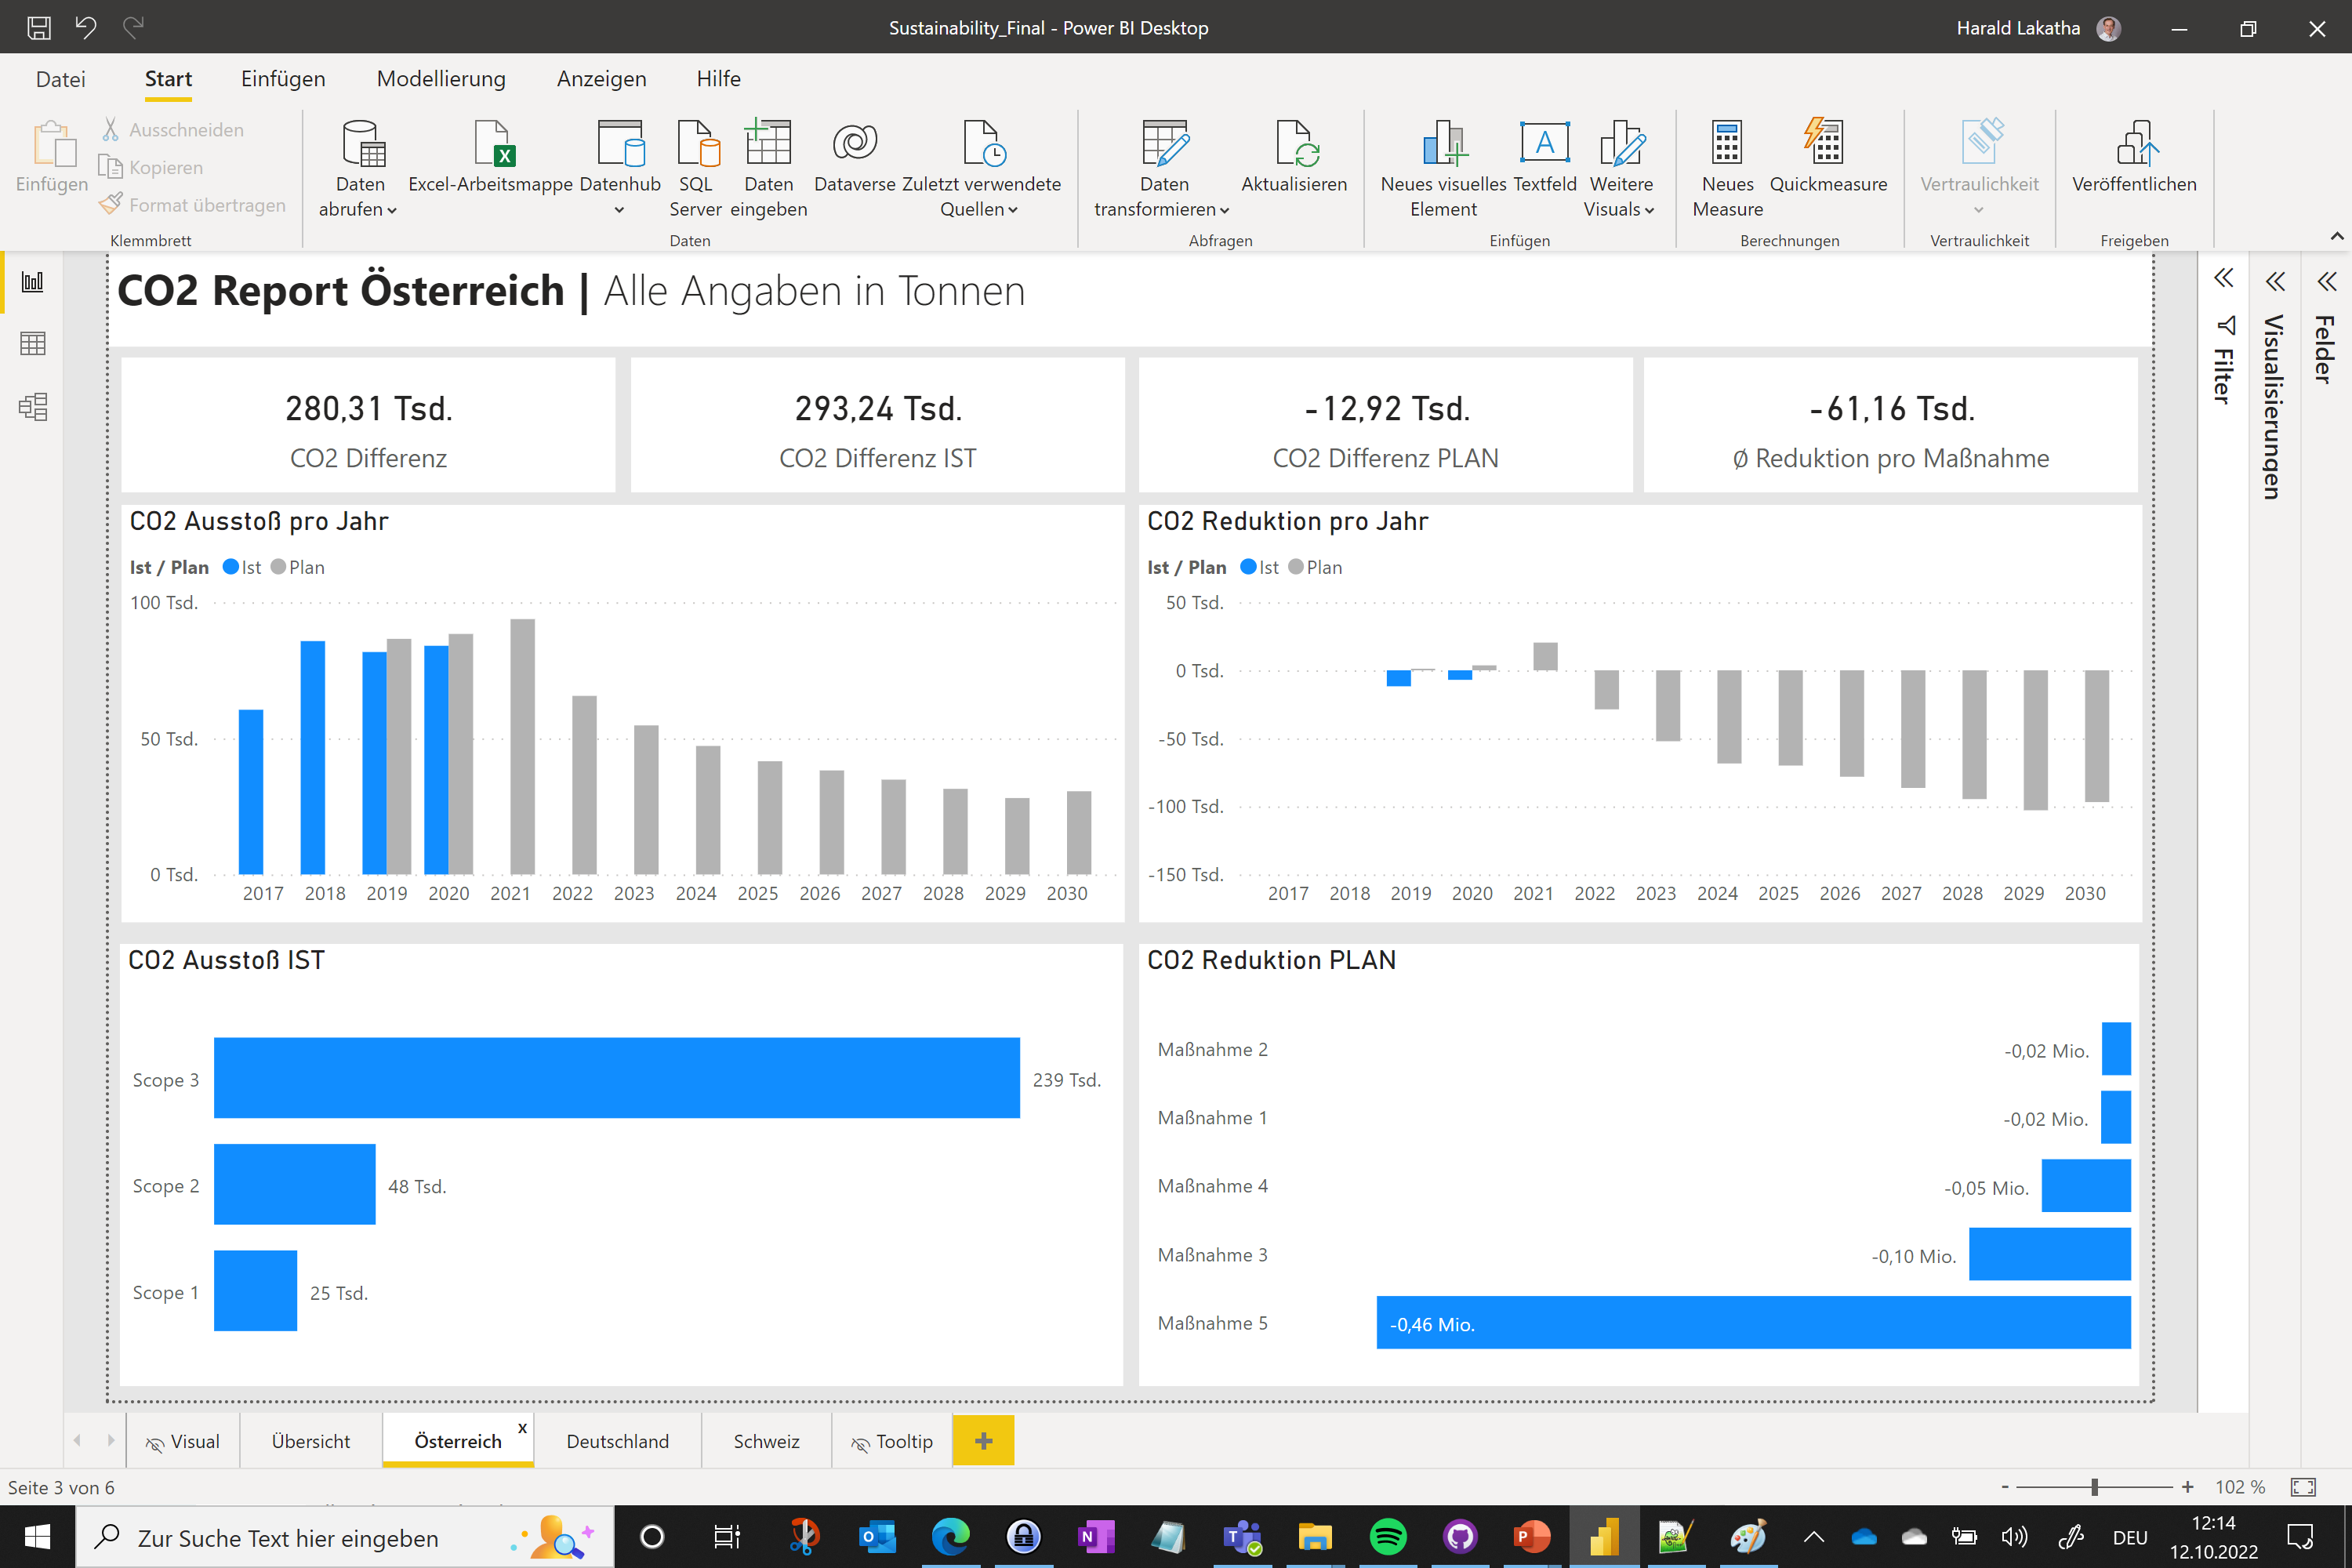 Sustainability_Final - Power BI Desktop
Harald Lakatha
Datei Start Einfügen Modellierung Anzeigen Hilfe
Einfügen
Ausschneiden
Kopieren
Format übertragen
Klemmbrett
Daten abrufen
Excel-Arbeitsmappe
Datenhub
SQL Server
Daten eingeben
Dataverse
Zuletzt verwendete Quellen
Daten
Daten transformieren
Aktualisieren
Abfragen
Neues visuelles Element
Textfeld
Weitere Visuals
Einfügen
Neues Measure
Quickmeasure
Berechnungen
Vertraulichkeit
Vertraulichkeit
Veröffentlichen
Freigeben
CO2 Report Österreich | Alle Angaben in Tonnen
280,31 Tsd.
CO2 Differenz
293,24 Tsd.
CO2 Differenz IST
-12,92 Tsd.
CO2 Differenz PLAN
-61,16 Tsd.
Ø Reduktion pro Maßnahme
CO2 Ausstoß pro Jahr
Ist / Plan Ist Plan
100 Tsd.
50 Tsd.
0 Tsd.
2017 2018 2019 2020 2021 2022 2023 2024 2025 2026 2027 2028 2029 2030
CO2 Reduktion pro Jahr
Ist / Plan Ist Plan
50 Tsd.
0 Tsd.
-50 Tsd.
-100 Tsd.
-150 Tsd.
2017 2018 2019 2020 2021 2022 2023 2024 2025 2026 2027 2028 2029 2030
CO2 Ausstoß IST
Scope 3 239 Tsd.
Scope 2 48 Tsd.
Scope 1 25 Tsd.
CO2 Reduktion PLAN
Maßnahme 2 -0,02 Mio.
Maßnahme 1 -0,02 Mio.
Maßnahme 4 -0,05 Mio.
Maßnahme 3 -0,10 Mio.
Maßnahme 5 -0,46 Mio.
Filter
Visualisierungen
Felder
Visual Übersicht Österreich x Deutschland Schweiz Tooltip +
Seite 3 von 6
- + 102 %
Zur Suche Text hier eingeben
DEU
12:14
12.10.2022